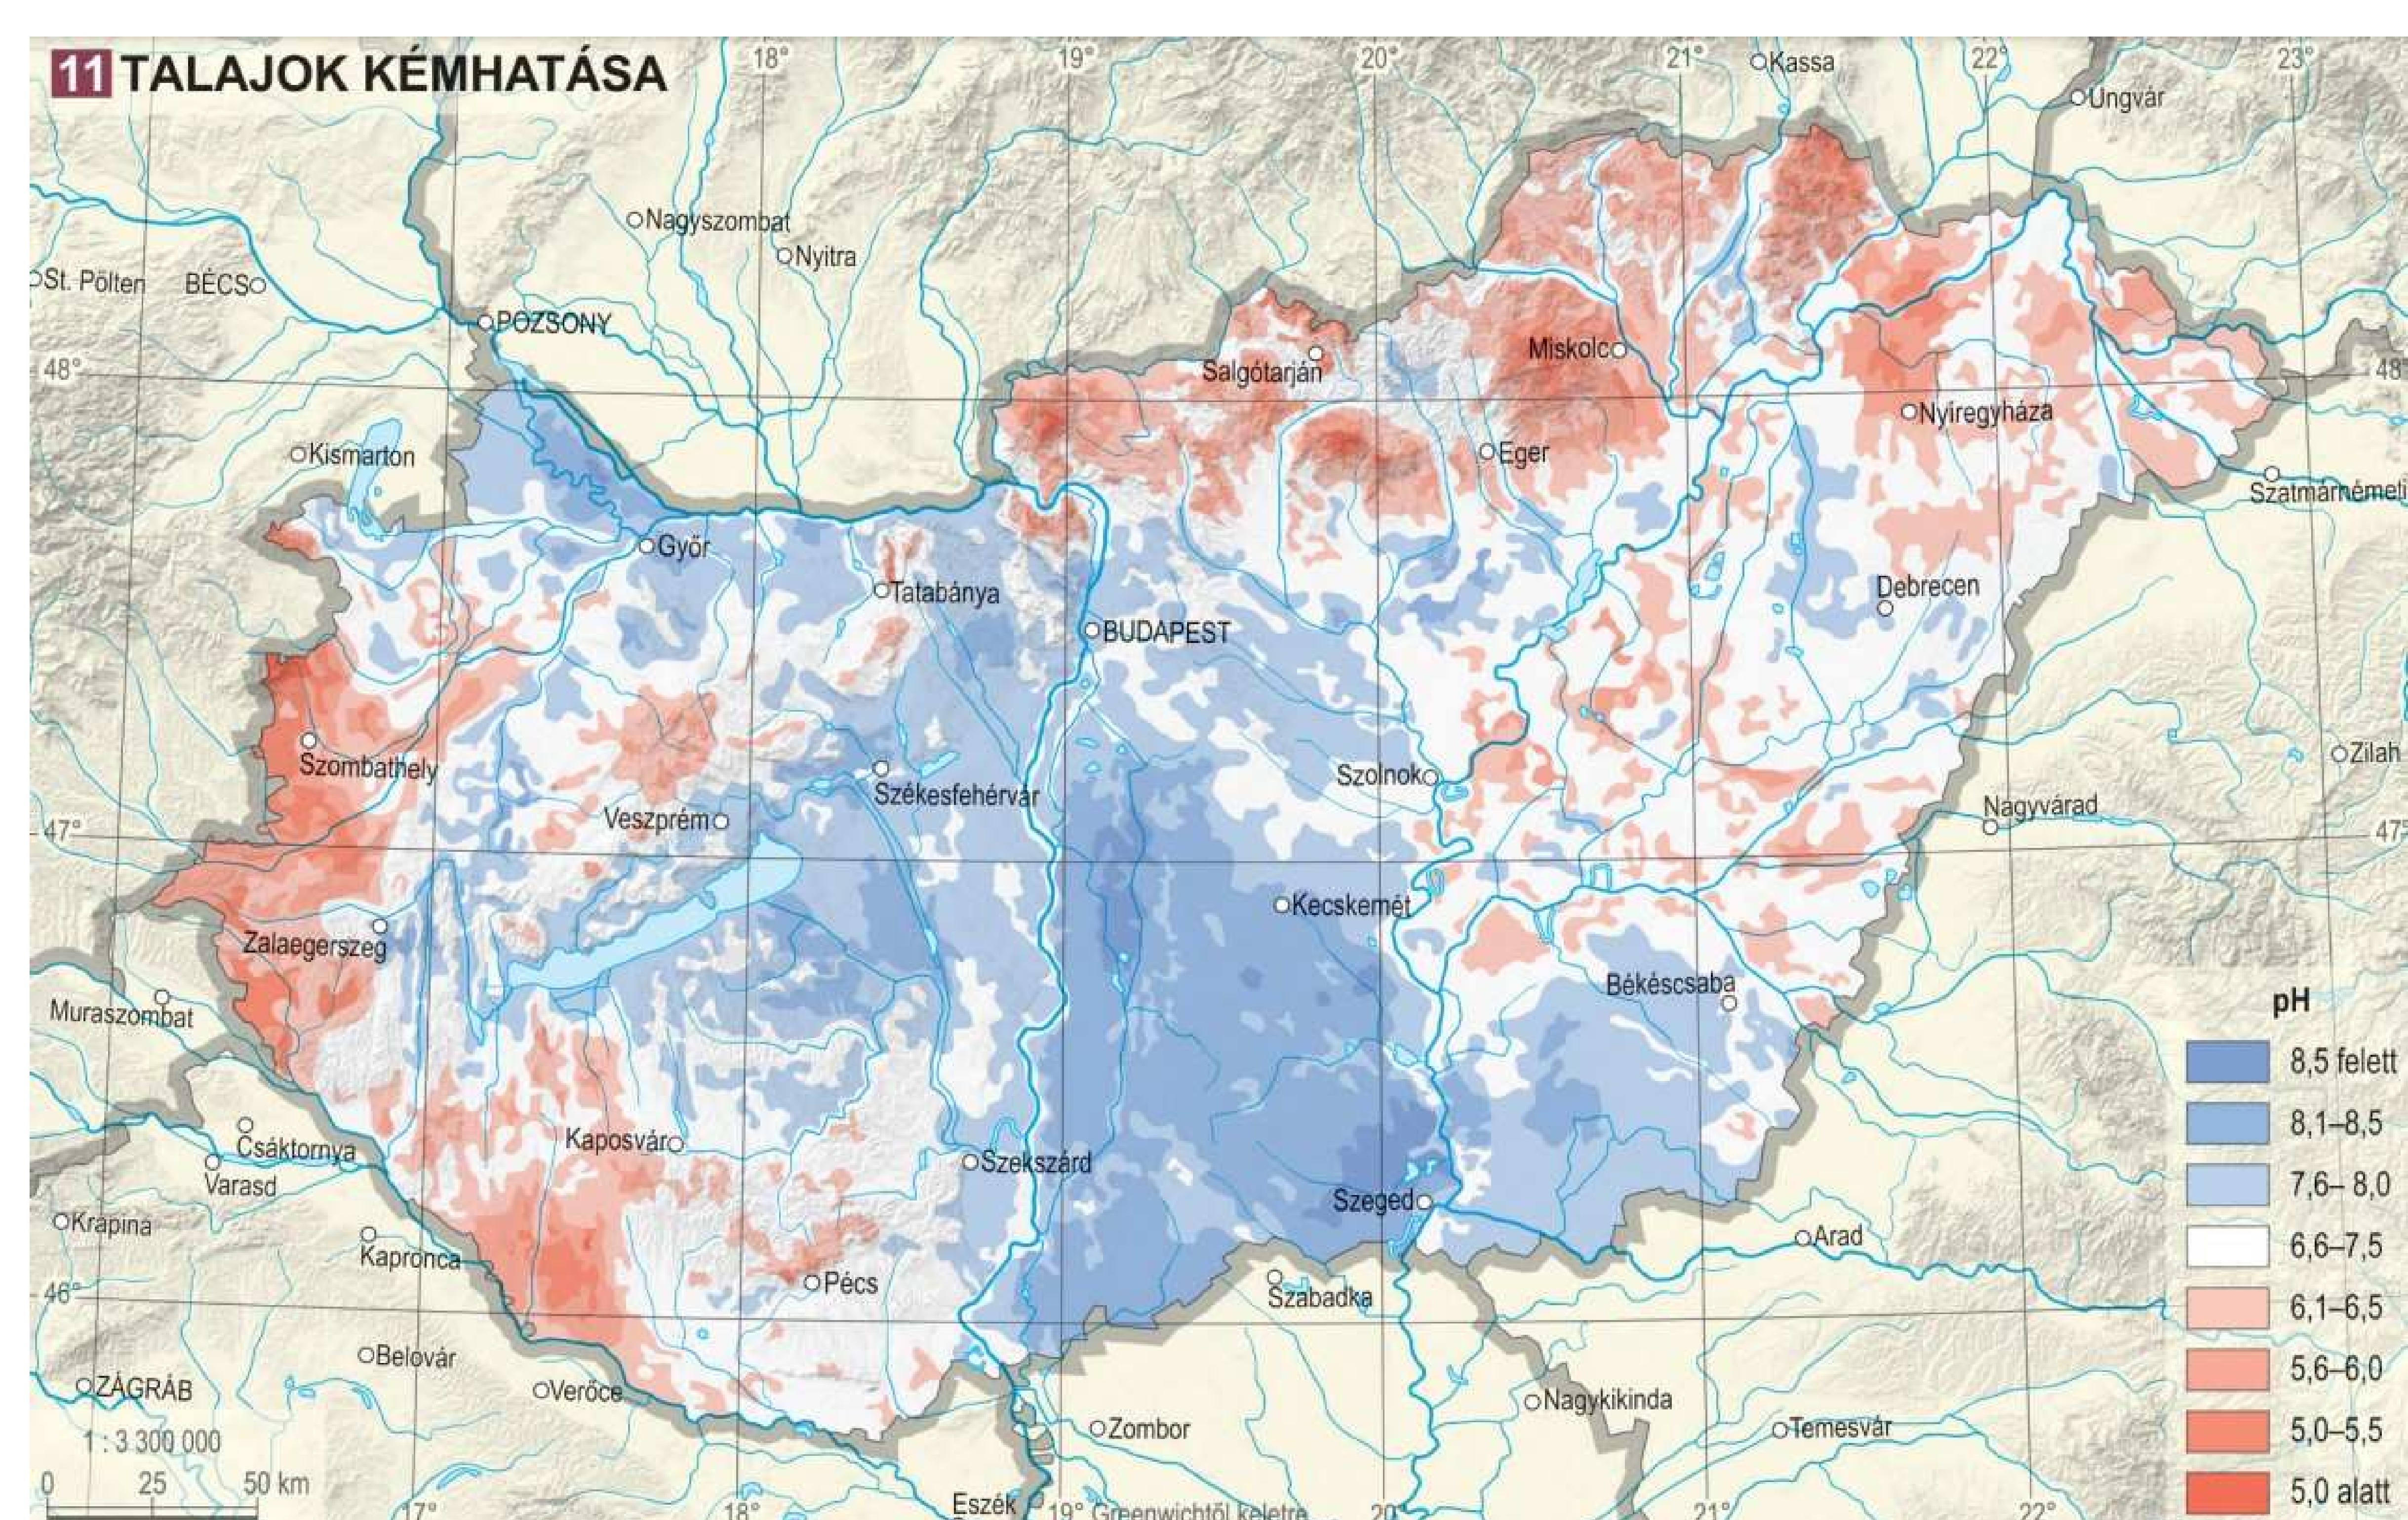 11 TALAJOK KÉMHATÁSA
18°
19°
20°
21°
22°
23°
Kassa
Ungvár
Nagyszombat
Nyitra
St. Pölten
BÉCS
POZSONY
48°
48°
Salgótarján
Miskolc
Nyíregyháza
Kismarton
Eger
Szatmárnémeti
Győr
Tatabánya
Debrecen
BUDAPEST
Szombathely
Székesfehérvár
Szolnok
Zilah
Veszprém
Nagyvárad
47°
47°
Zalaegerszeg
Kecskemét
Békéscsaba
Muraszombat
Csáktornya
Varasd
Kaposvár
Szekszárd
Szeged
Krapina
Kapronca
Pécs
Arad
Szabadka
46°
Belovár
ZÁGRÁB
Verőce
Zombor
Nagykikinda
Temesvár
1 : 3 300 000
0 25 50 km
Eszék
17°
18°
19° Greenwichtől keletre
20°
21°
22°
pH
8,5 felett
8,1–8,5
7,6– 8,0
6,6–7,5
6,1–6,5
5,6–6,0
5,0–5,5
5,0 alatt